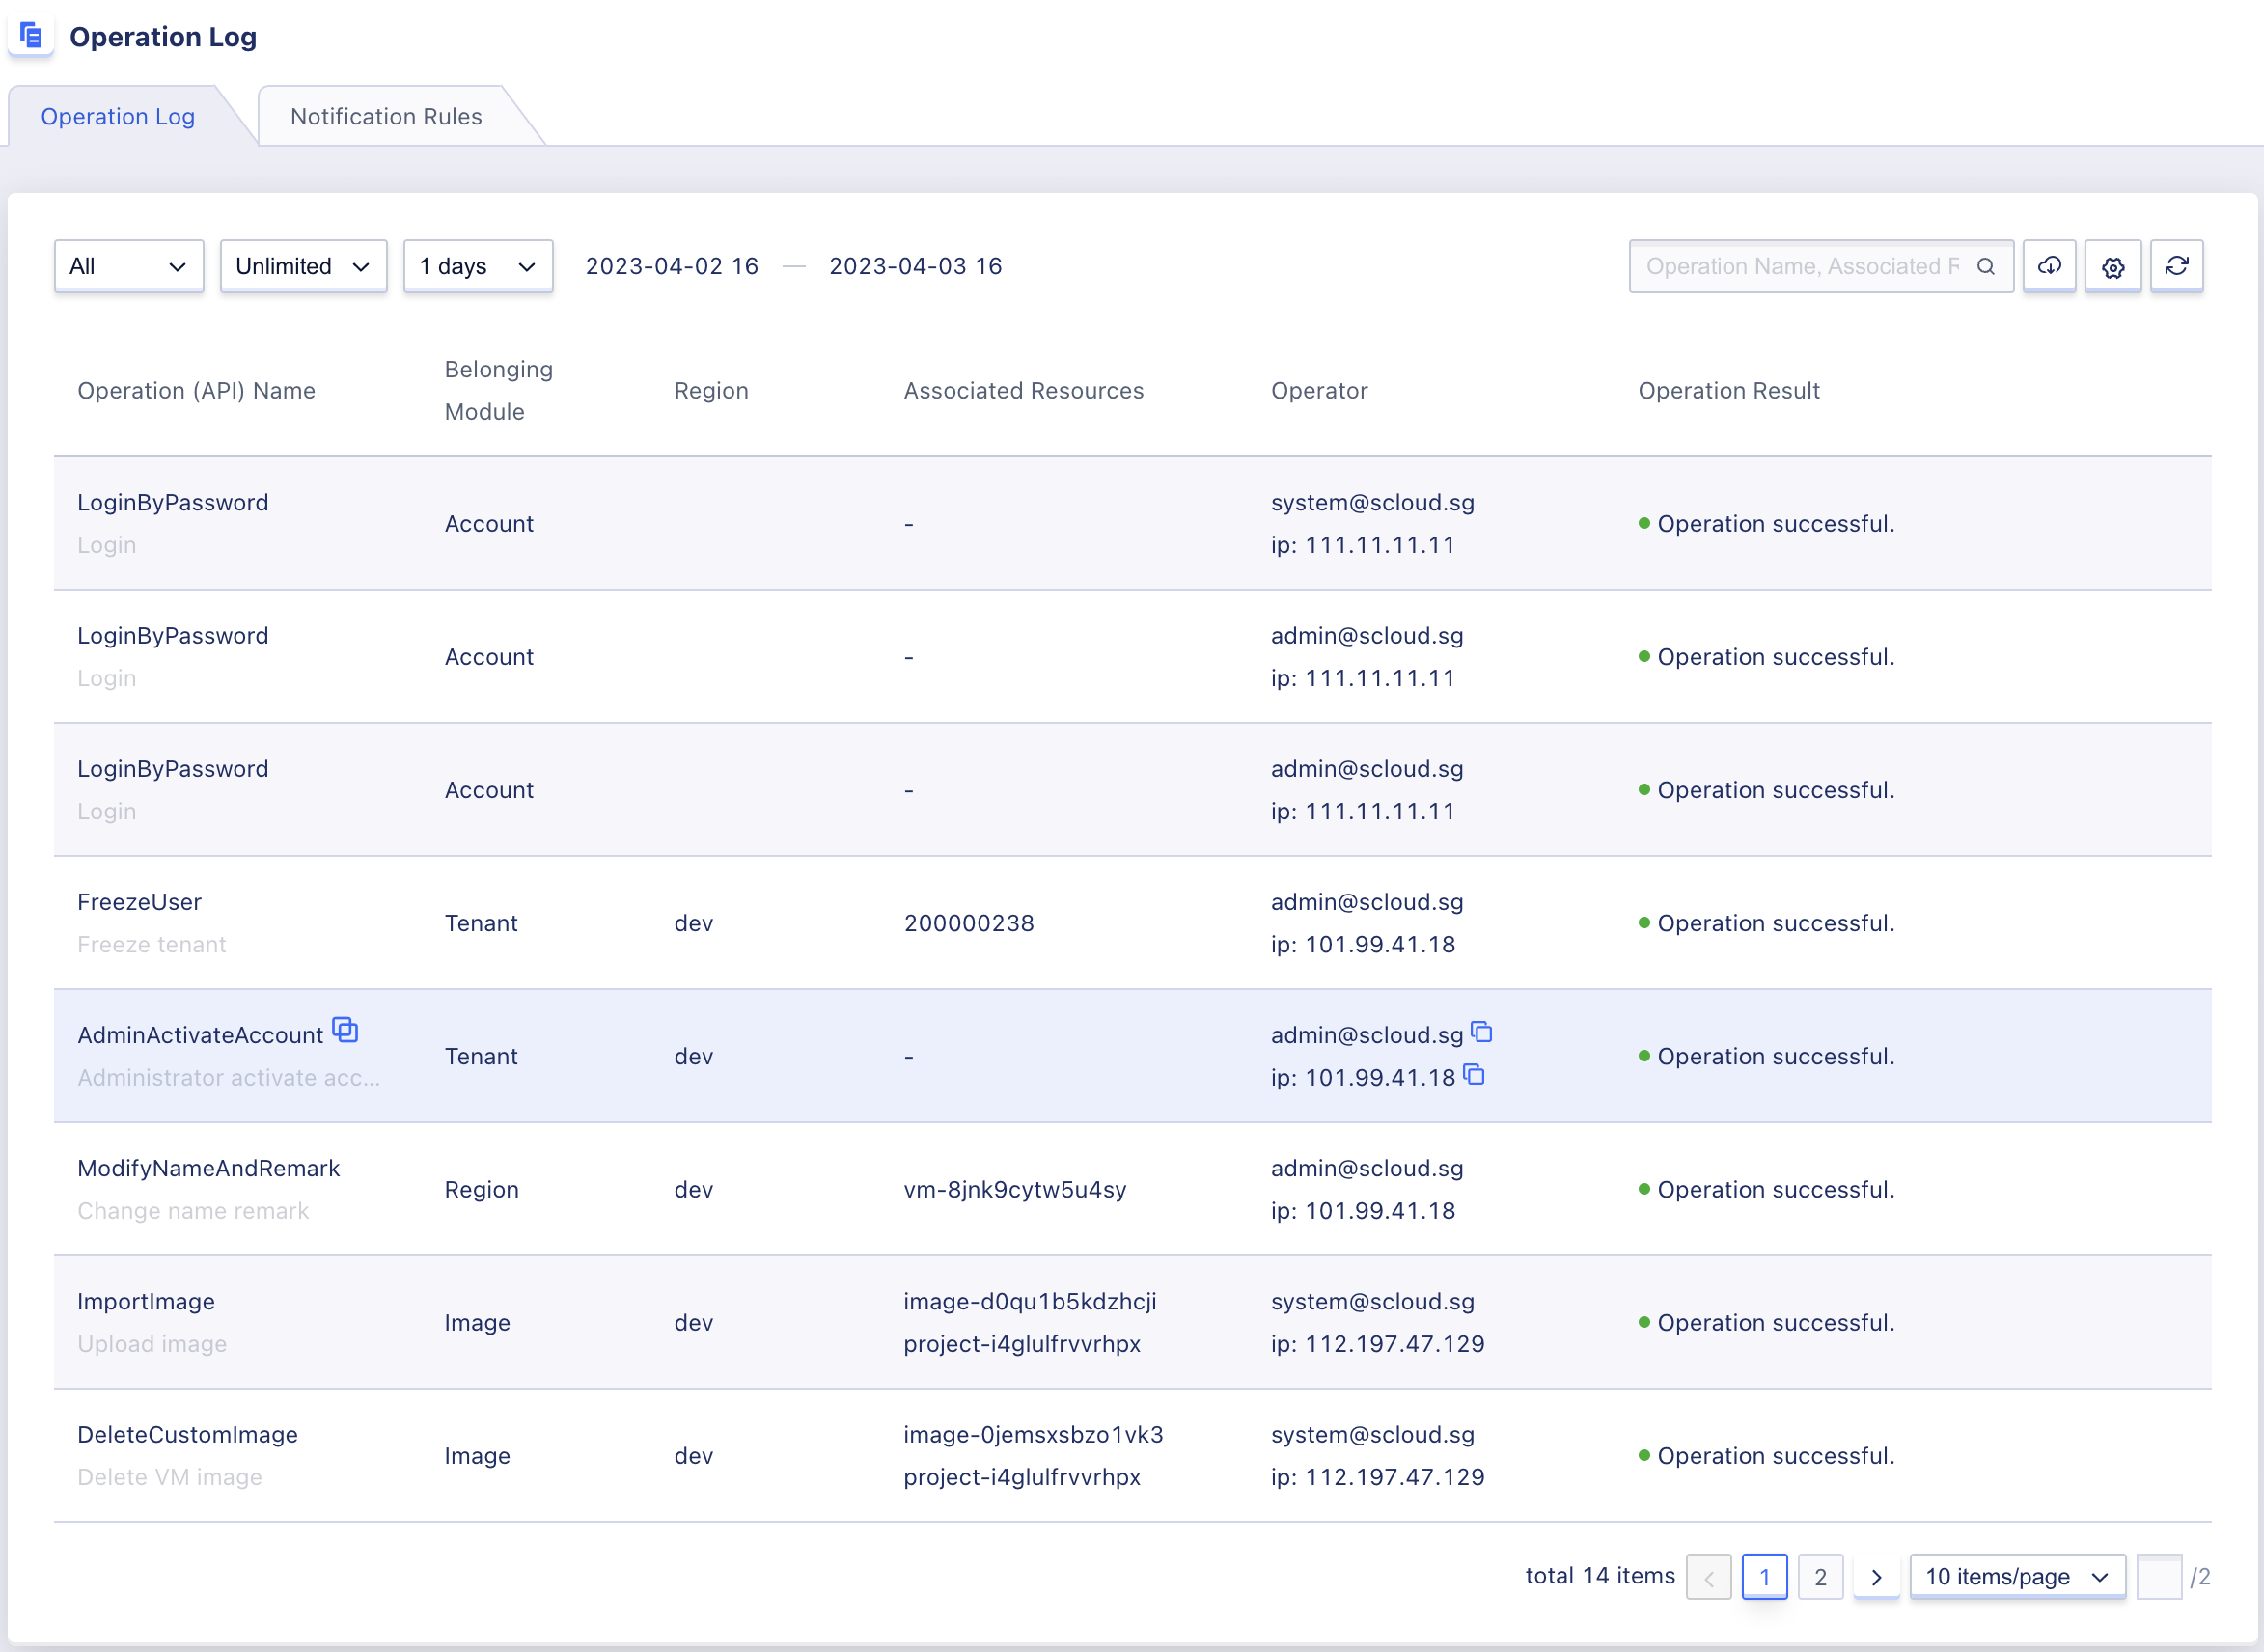 Operation Log
Operation Log
Notification Rules
All
Unlimited
1 days
2023-04-02 16 — 2023-04-03 16
Operation Name, Associated R
Operation (API) Name
Belonging
Module
Region
Associated Resources
Operator
Operation Result
LoginByPassword
Login
Account
-
system@scloud.sg
ip: 111.11.11.11
Operation successful.
LoginByPassword
Login
Account
-
admin@scloud.sg
ip: 111.11.11.11
Operation successful.
LoginByPassword
Login
Account
-
admin@scloud.sg
ip: 111.11.11.11
Operation successful.
FreezeUser
Freeze tenant
Tenant
dev
200000238
admin@scloud.sg
ip: 101.99.41.18
Operation successful.
AdminActivateAccount
Administrator activate acc...
Tenant
dev
-
admin@scloud.sg
ip: 101.99.41.18
Operation successful.
ModifyNameAndRemark
Change name remark
Region
dev
vm-8jnk9cytw5u4sy
admin@scloud.sg
ip: 101.99.41.18
Operation successful.
ImportImage
Upload image
Image
dev
image-d0qu1b5kdzhcji
project-i4glulfrvvrhpx
system@scloud.sg
ip: 112.197.47.129
Operation successful.
DeleteCustomImage
Delete VM image
Image
dev
image-0jemsxsbzo1vk3
project-i4glulfrvvrhpx
system@scloud.sg
ip: 112.197.47.129
Operation successful.
total 14 items
1
2
10 items/page
/2